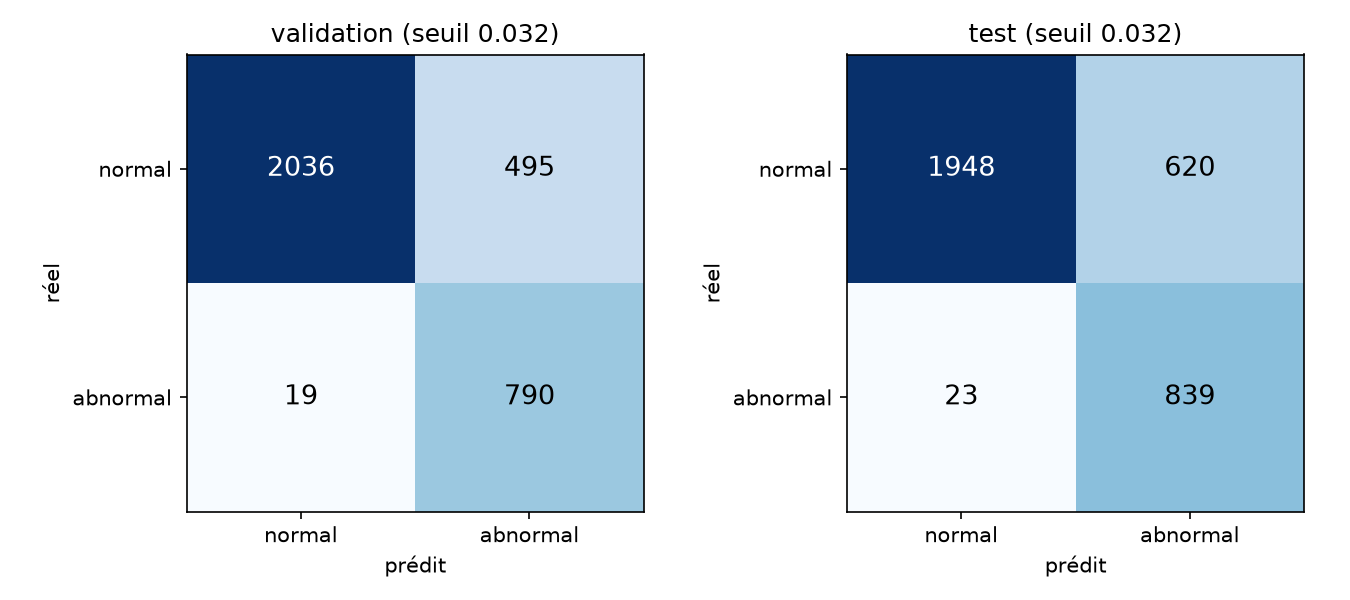 validation (seuil 0.032)
normal
2036
495
réel
abnormal
19
790
normal
abnormal
prédit
test (seuil 0.032)
normal
1948
620
réel
abnormal
23
839
normal
abnormal
prédit